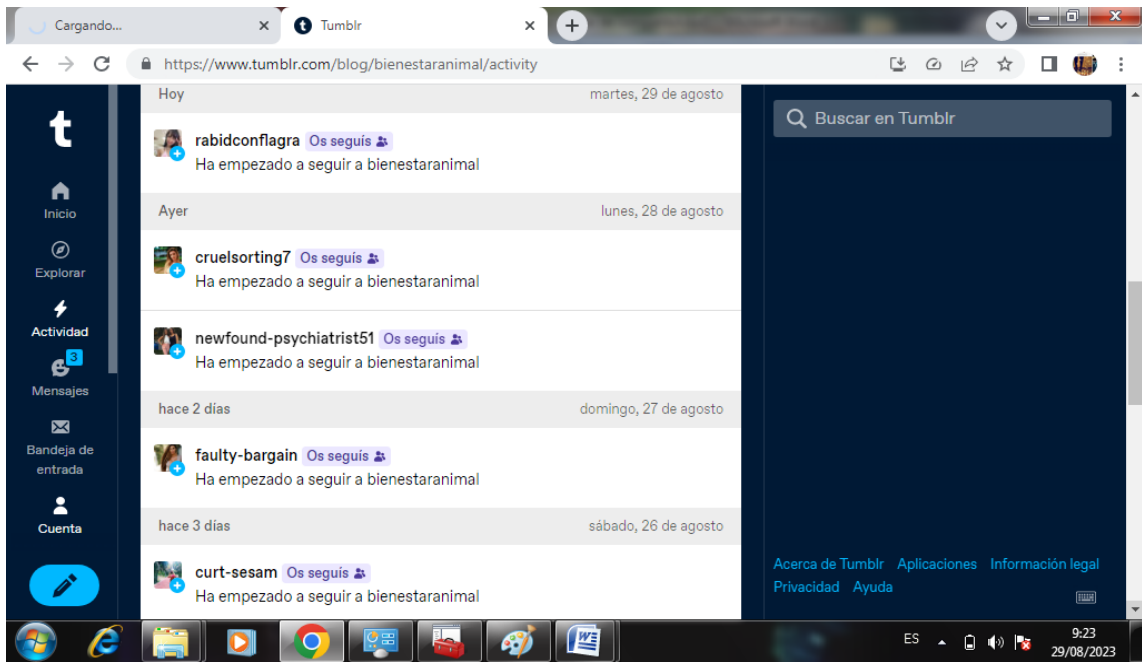 Cargando...
Tumblr
https://www.tumblr.com/blog/bienestaranimal/activity
t
Inicio
Explorar
Actividad
3
Mensajes
Bandeja de
entrada
Cuenta
Hoy martes, 29 de agosto
rabidconflagra Os seguís
Ha empezado a seguir a bienestaranimal
Ayer lunes, 28 de agosto
cruelsorting7 Os seguís
Ha empezado a seguir a bienestaranimal
newfound-psychiatrist51 Os seguís
Ha empezado a seguir a bienestaranimal
hace 2 días domingo, 27 de agosto
faulty-bargain Os seguís
Ha empezado a seguir a bienestaranimal
hace 3 días sábado, 26 de agosto
curt-sesam Os seguís
Ha empezado a seguir a bienestaranimal
Buscar en Tumblr
Acerca de Tumblr Aplicaciones Información legal
Privacidad Ayuda
ES
9:23
29/08/2023